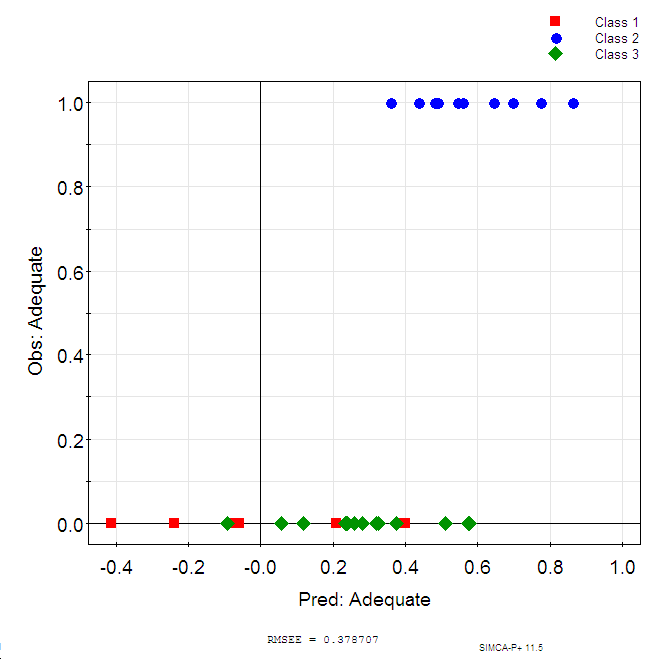 Class 1
Class 2
Class 3
1.0
0.8
0.6
0.4
0.2
0.0
Obs: Adequate
-0.4 -0.2 -0.0 0.2 0.4 0.6 0.8 1.0
Pred: Adequate
RMSEE = 0.378707
SIMCA-P+ 11.5